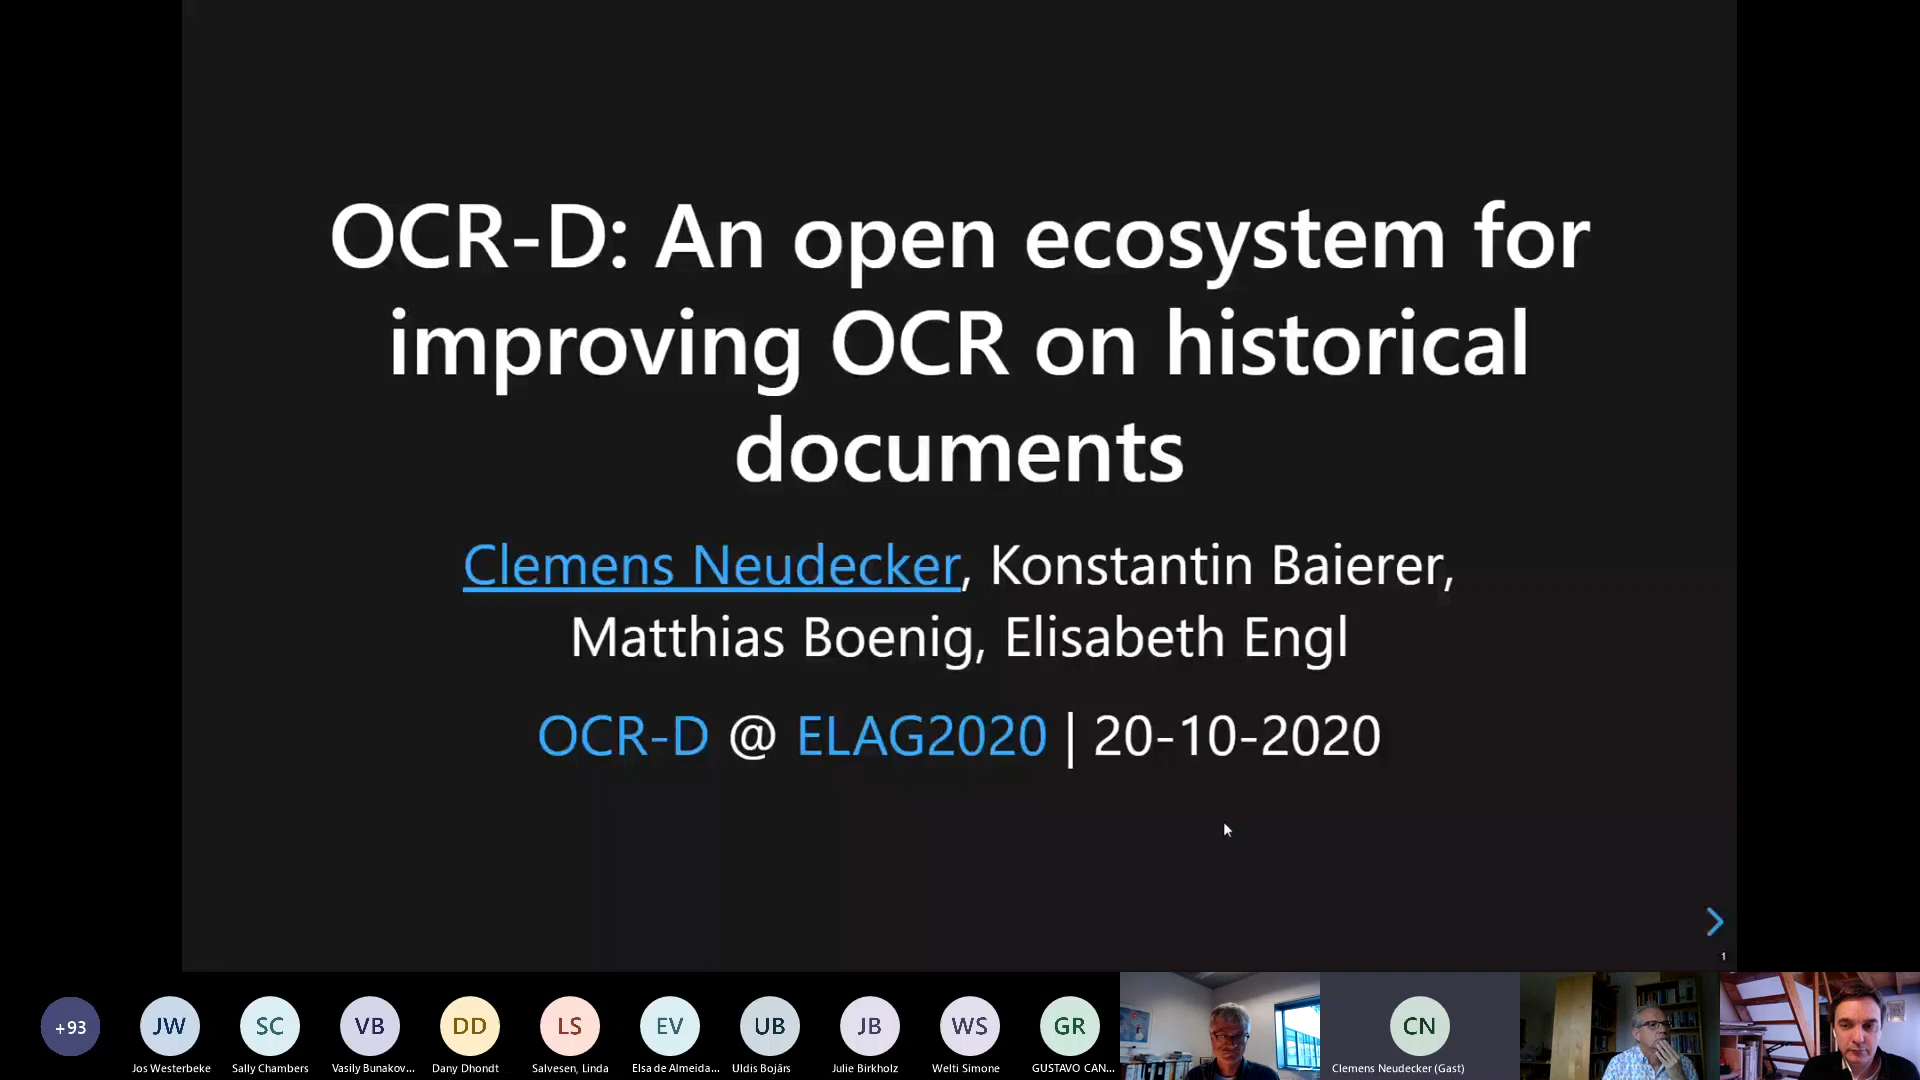 OCR-D: An open ecosystem for
improving OCR on historical
documents
Clemens Neudecker, Konstantin Baierer,
Matthias Boenig, Elisabeth Engl
OCR-D @ ELAG2020 | 20-10-2020
1
+93
JW
SC
VB
DD
LS
EV
UB
JB
WS
GR
CN
Jos Westerbeke
Sally Chambers
Vasily Bunakov...
Dany Dhondt
Salvesen, Linda
Elsa de Almeida...
Uldis Bojārs
Julie Birkholz
Welti Simone
GUSTAVO CAN...
Clemens Neudecker (Gast)